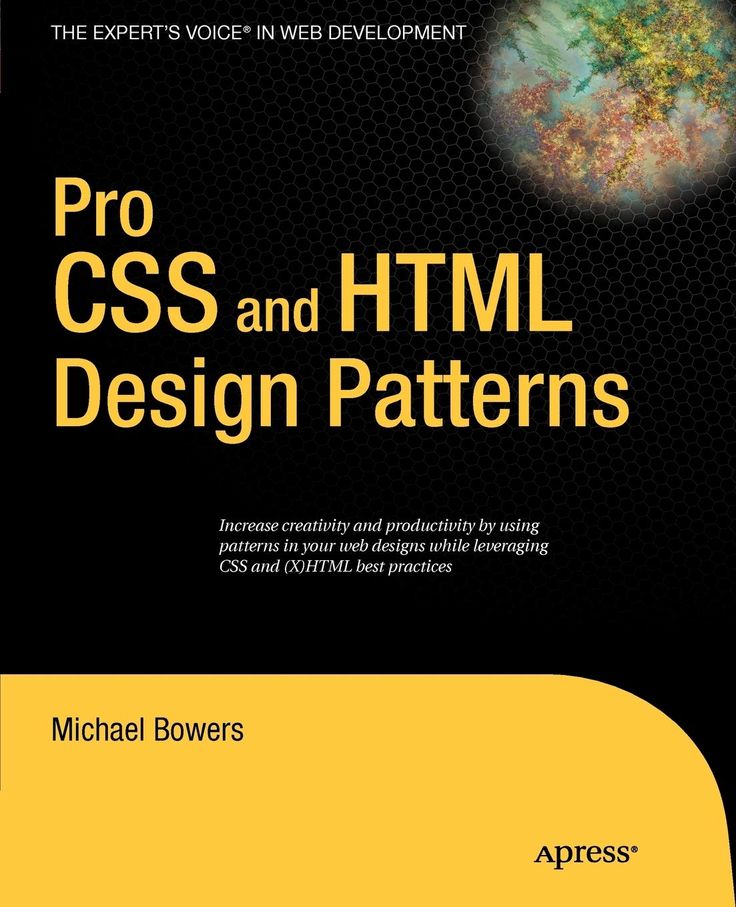 THE EXPERT'S VOICE® IN WEB DEVELOPMENT
Pro
CSS and HTML
Design Patterns
Increase creativity and productivity by using
patterns in your web designs while leveraging
CSS and (X)HTML best practices
Michael Bowers
Apress®